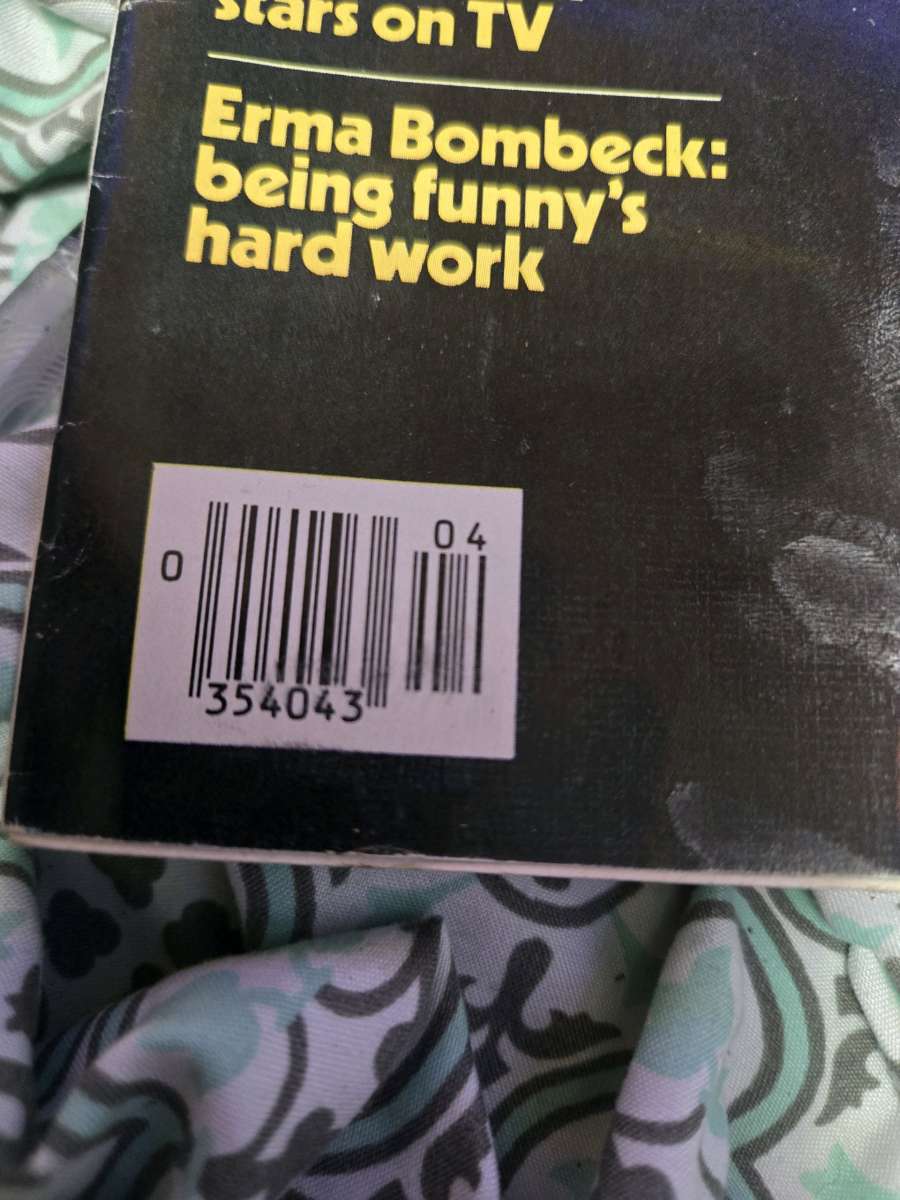 stars on TV
Erma Bombeck:
being funny's
hard work
04
0
354043